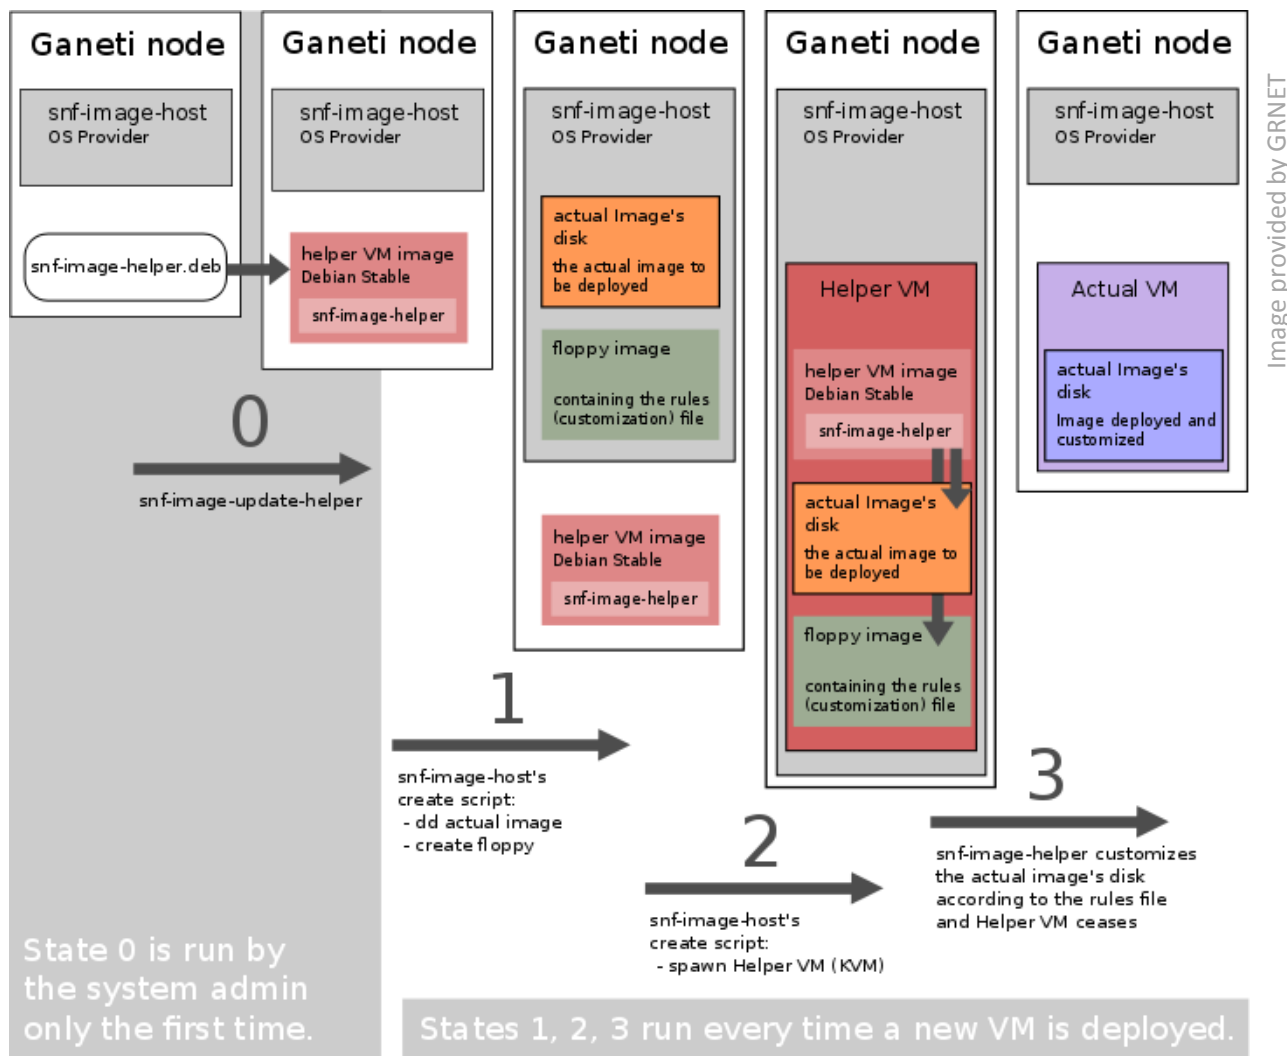 Ganeti node
snf-image-host
OS Provider
snf-image-helper.deb
Ganeti node
snf-image-host
OS Provider
helper VM image
Debian Stable
snf-image-helper
Ganeti node
snf-image-host
OS Provider
actual Image's
disk
the actual image to
be deployed
floppy image
containing the rules
(customization) file
helper VM image
Debian Stable
snf-image-helper
Ganeti node
snf-image-host
OS Provider
Helper VM
helper VM image
Debian Stable
snf-image-helper
actual Image's
disk
the actual image to
be deployed
floppy image
containing the rules
(customization) file
Ganeti node
snf-image-host
OS Provider
Actual VM
actual Image's
disk
Image deployed and
customized
Image provided by GRNET
0
snf-image-update-helper
1
snf-image-host's
create script:
- dd actual image
- create floppy
2
snf-image-host's
create script:
- spawn Helper VM (KVM)
3
snf-image-helper customizes
the actual image's disk
according to the rules file
and Helper VM ceases
State 0 is run by
the system admin
only the first time.
States 1, 2, 3 run every time a new VM is deployed.